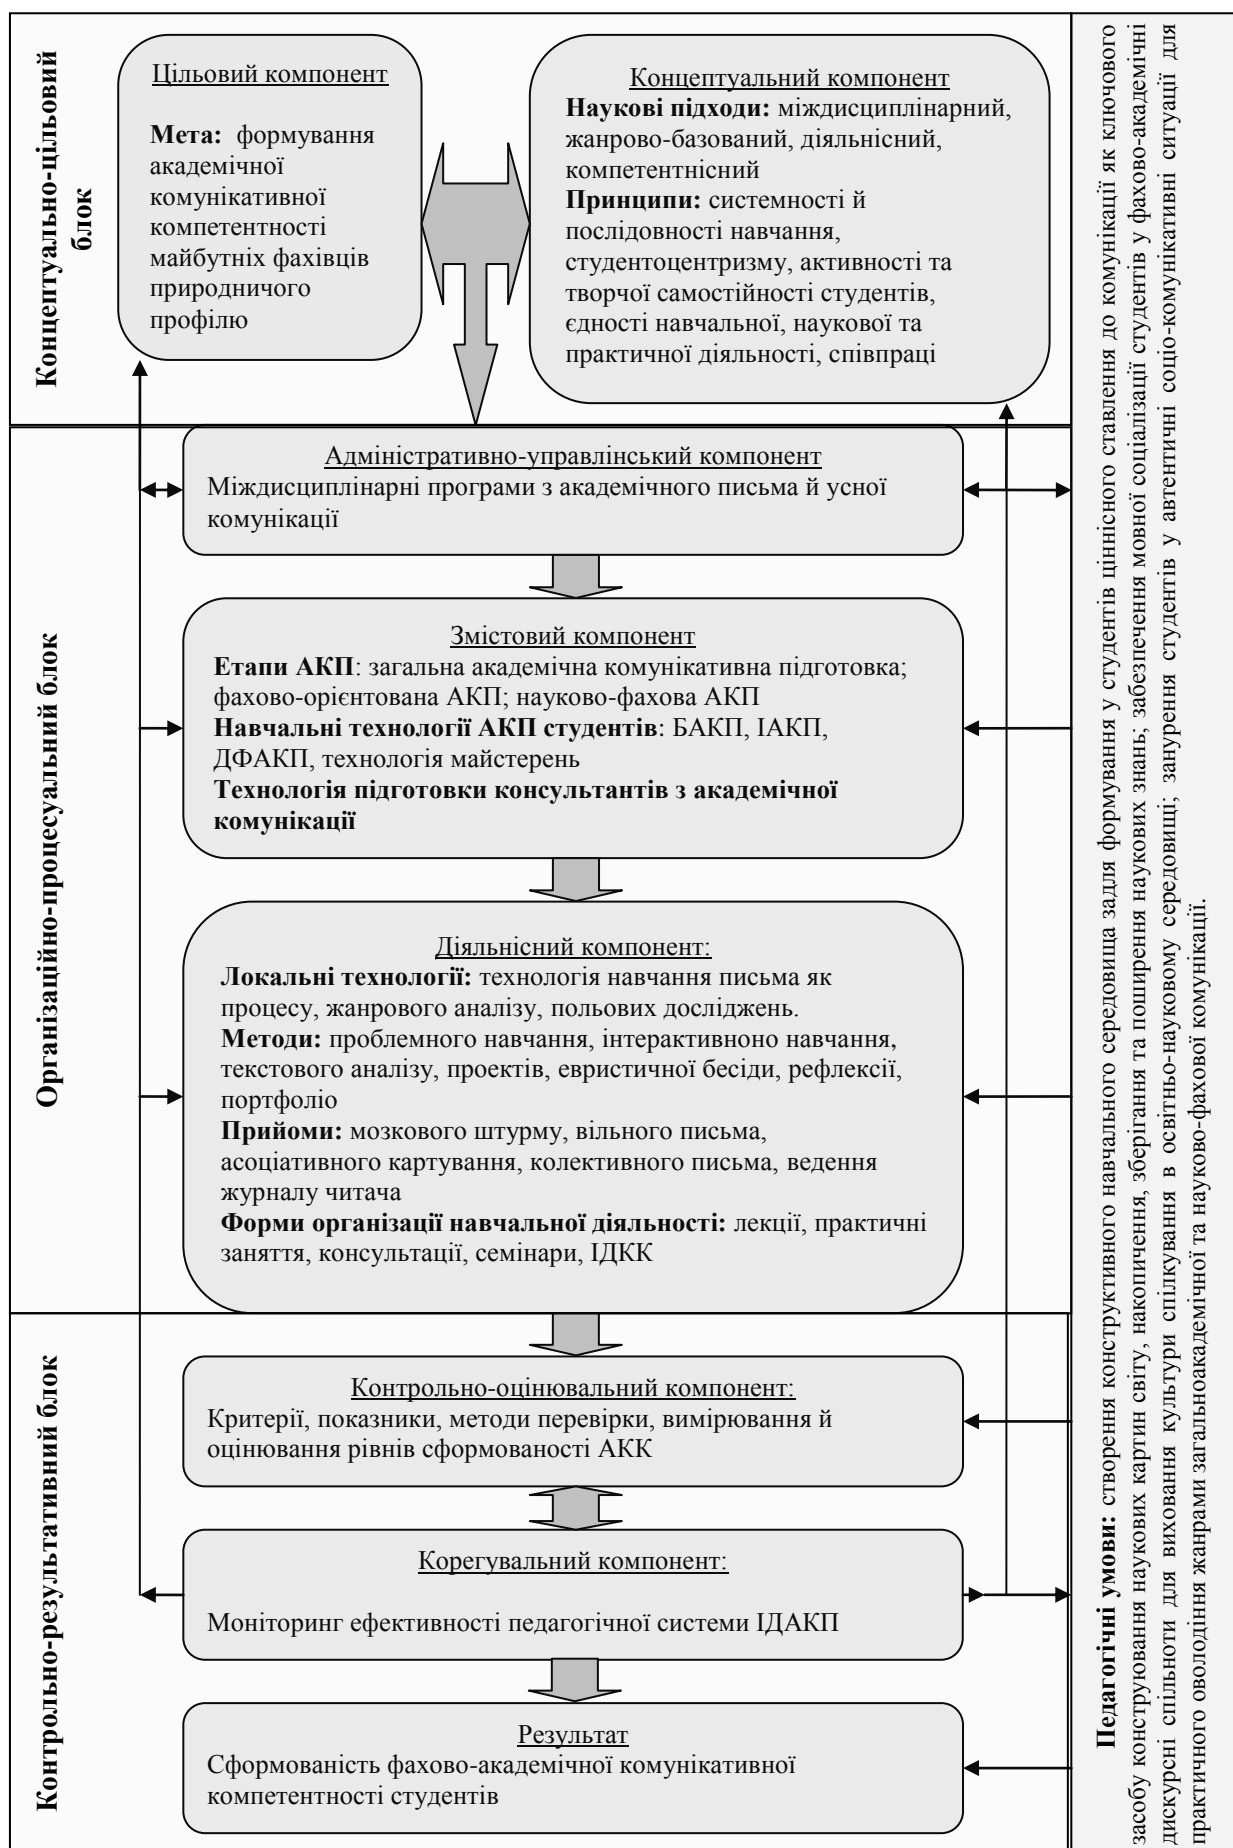 Концептуально-цільовий
блок
Цільовий компонент
Мета: формування
академічної
комунікативної
компетентності
майбутніх фахівців
природничого
профілю
Концептуальний компонент
Наукові підходи: міждисциплінарний,
жанрово-базований, діяльнісний,
компетентнісний
Принципи: системності й
послідовності навчання,
студентоцентризму, активності та
творчої самостійності студентів,
єдності навчальної, наукової та
практичної діяльності, співпраці
Організаційно-процесуальний блок
Адміністративно-управлінський компонент
Міждисциплінарні програми з академічного письма й усної
комунікації
Змістовий компонент
Етапи АКП: загальна академічна комунікативна підготовка;
фахово-орієнтована АКП; науково-фахова АКП
Навчальні технології АКП студентів: БАКП, ІАКП,
ДФАКП, технологія майстерень
Технологія підготовки консультантів з академічної
комунікації
Діяльнісний компонент:
Локальні технології: технологія навчання письма як
процесу, жанрового аналізу, польових досліджень.
Методи: проблемного навчання, інтерактивноно навчання,
текстового аналізу, проектів, евристичної бесіди, рефлексії,
портфоліо
Прийоми: мозкового штурму, вільного письма,
асоціативного картування, колективного письма, ведення
журналу читача
Форми організації навчальної діяльності: лекції, практичні
заняття, консультації, семінари, ІДКК
Контрольно-результативний блок
Контрольно-оцінювальний компонент:
Критерії, показники, методи перевірки, вимірювання й
оцінювання рівнів сформованості АКК
Корегувальний компонент:
Моніторинг ефективності педагогічної системи ІДАКП
Результат
Сформованість фахово-академічної комунікативної
компетентності студентів
Педагогічні умови: створення конструктивного навчального середовища задля формування у студентів ціннісного ставлення до комунікації як ключового
засобу конструювання наукових картин світу, накопичення, зберігання та поширення наукових знань; забезпечення мовної соціалізації студентів у фахово-академічні
дискурсні спільноти для виховання культури спілкування в освітньо-науковому середовищі; занурення студентів у автентичні соціо-комунікативні ситуації для
практичного оволодіння жанрами загальноакадемічної та науково-фахової комунікації.